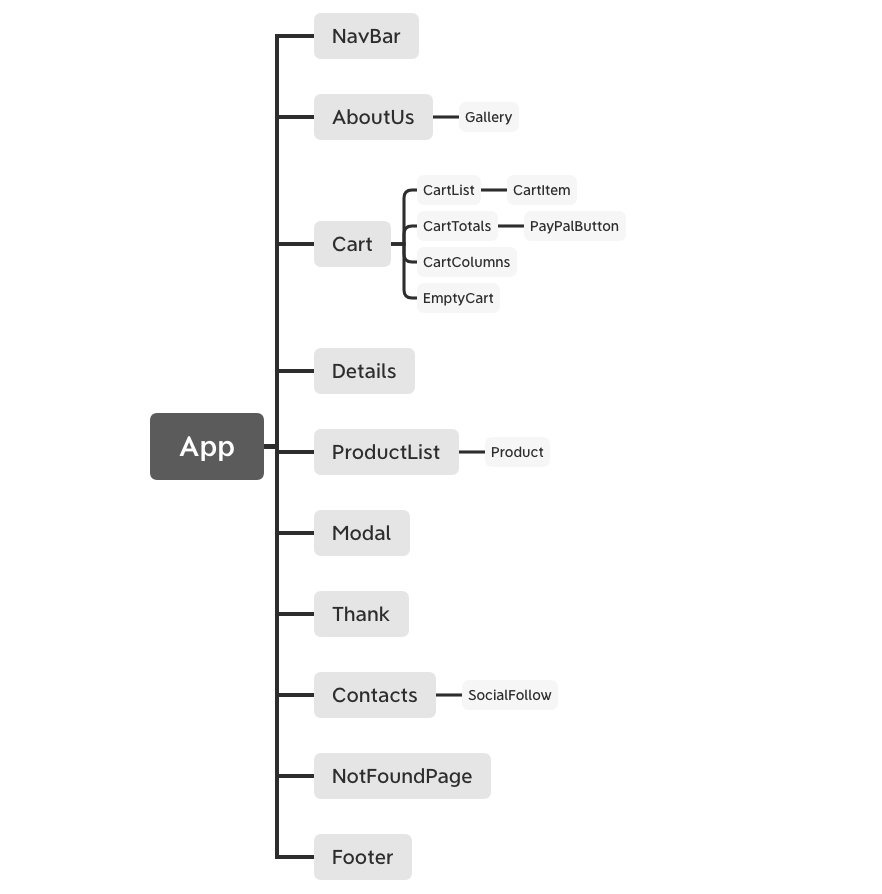 NavBar
AboutUs
Gallery
CartList
CartItem
CartTotals
PayPalButton
Cart
CartColumns
EmptyCart
Details
App
ProductList
Product
Modal
Thank
Contacts
SocialFollow
NotFoundPage
Footer